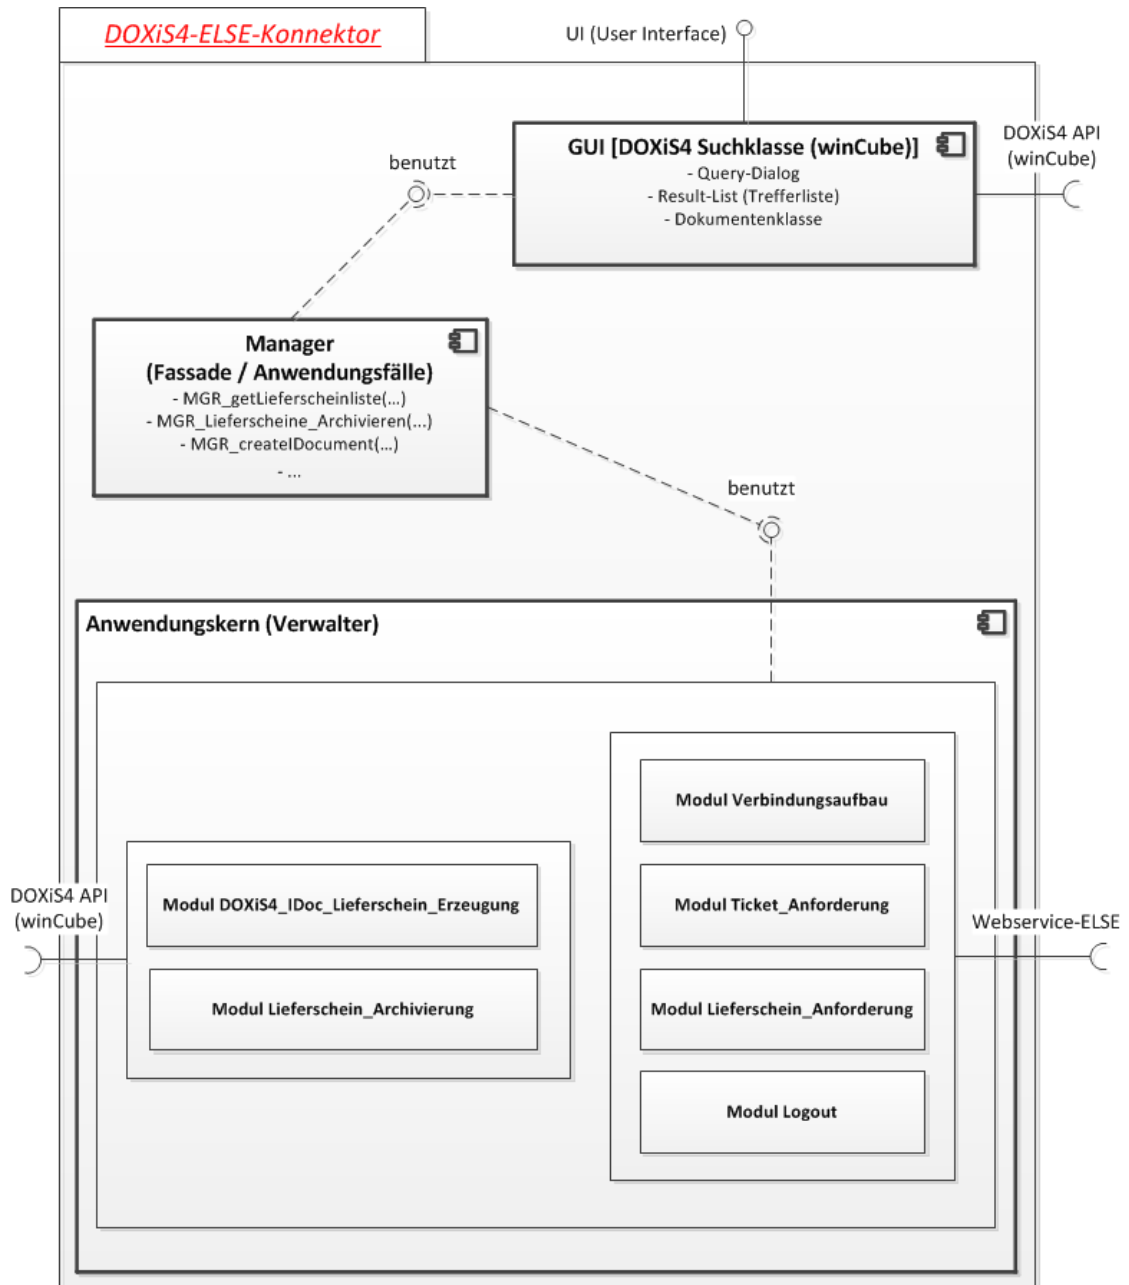 DOXiS4-ELSE-Konnektor
UI (User Interface)
GUI [DOXiS4 Suchklasse (winCube)]
- Query-Dialog
- Result-List (Trefferliste)
- Dokumentenklasse
DOXiS4 API
(winCube)
benutzt
Manager
(Fassade / Anwendungsfälle)
- MGR_getLieferscheinliste(...)
- MGR_Lieferscheine_Archivieren(...)
- MGR_createIDocument(...)
- ...
benutzt
Anwendungskern (Verwalter)
DOXiS4 API
(winCube)
Modul DOXiS4_IDoc_Lieferschein_Erzeugung
Modul Lieferschein_Archivierung
Modul Verbindungsaufbau
Modul Ticket_Anforderung
Modul Lieferschein_Anforderung
Modul Logout
Webservice-ELSE